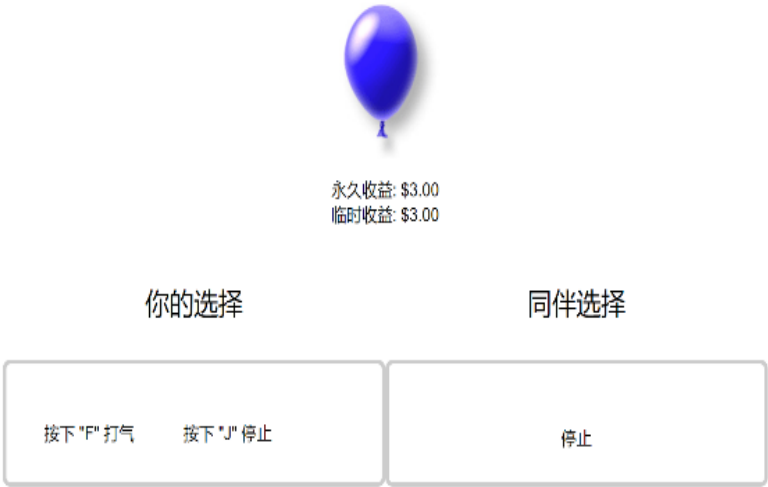 永久收益: $3.00
临时收益: $3.00
你的选择
同伴选择
按下 "F" 打气
按下 "J" 停止
停止